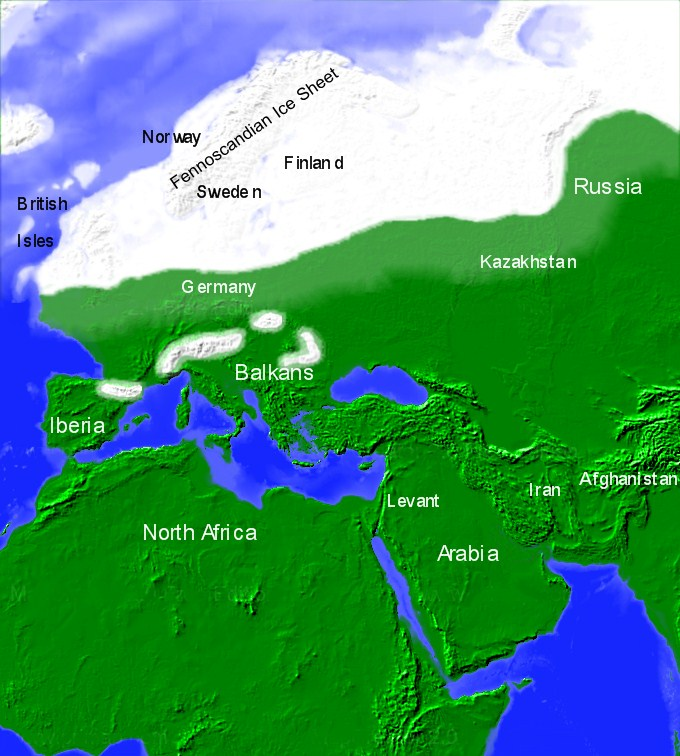 Norway
Fennoscandian Ice Sheet
Finland
Sweden
Russia
British
Isles
Kazakhstan
Germany
Balkans
Iberia
Afghanistan
Iran
Levant
North Africa
Arabia